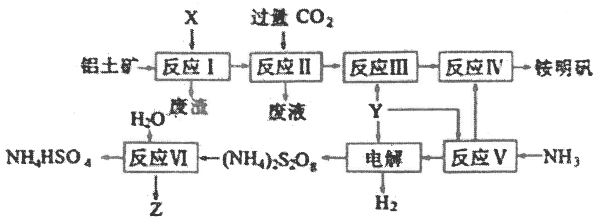 X 过量 CO₂
铝土矿 反应Ⅰ 反应Ⅱ 反应Ⅲ 反应Ⅳ 铵明矾
废渣 废液 Y
H₂O
NH₄HSO₄ 反应Ⅵ (NH₄)₂S₂O₈ 电解 反应Ⅴ NH₃
Z H₂